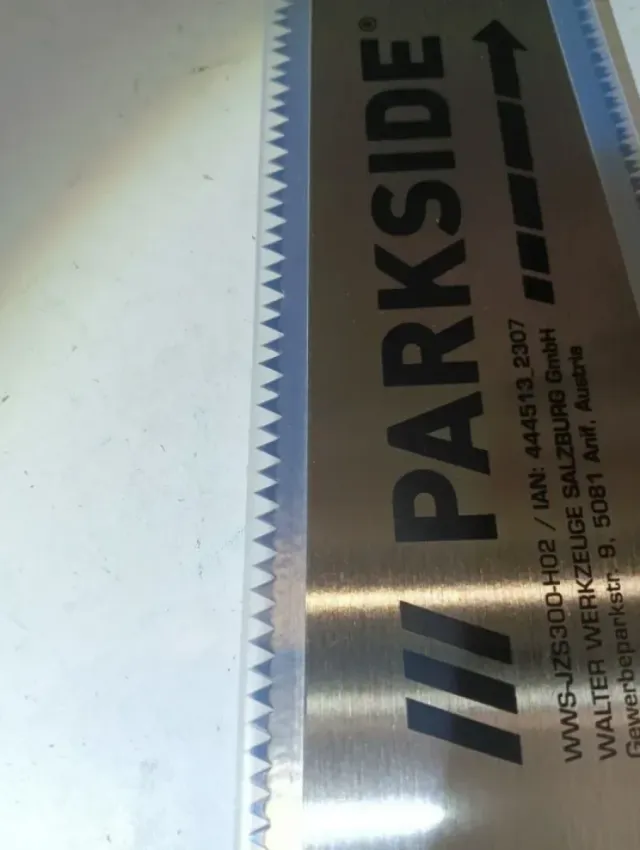 /// PARKSIDE®
WWS-JZS300-H02 / IAN: 444513_2307
WALTER WERKZEUGE SALZBURG GmbH
Gewerbeparkstr. 9, 5081 Anif, Austria